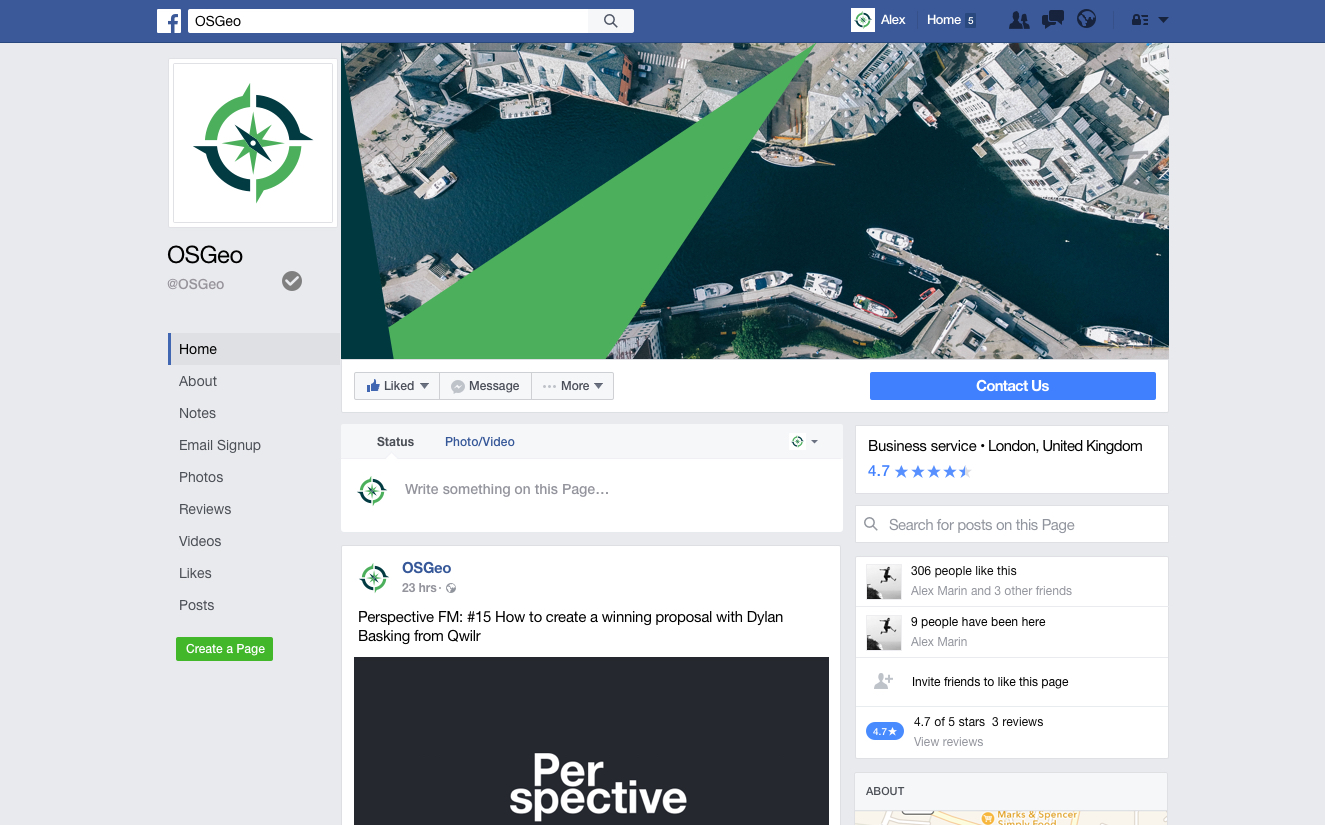 OSGeo
Alex
Home 5
OSGeo
@OSGeo
Home
About
Notes
Email Signup
Photos
Reviews
Videos
Likes
Posts
Create a Page
Liked
Message
More
Contact Us
Status
Photo/Video
Write something on this Page…
OSGeo
23 hrs ·
Perspective FM: #15 How to create a winning proposal with Dylan
Basking from Qwilr
Per
spective
Business service • London, United Kingdom
4.7
Search for posts on this Page
306 people like this
Alex Marin and 3 other friends
9 people have been here
Alex Marin
Invite friends to like this page
4.7
4.7 of 5 stars 3 reviews
View reviews
ABOUT
Marks & Spencer
Simply Food